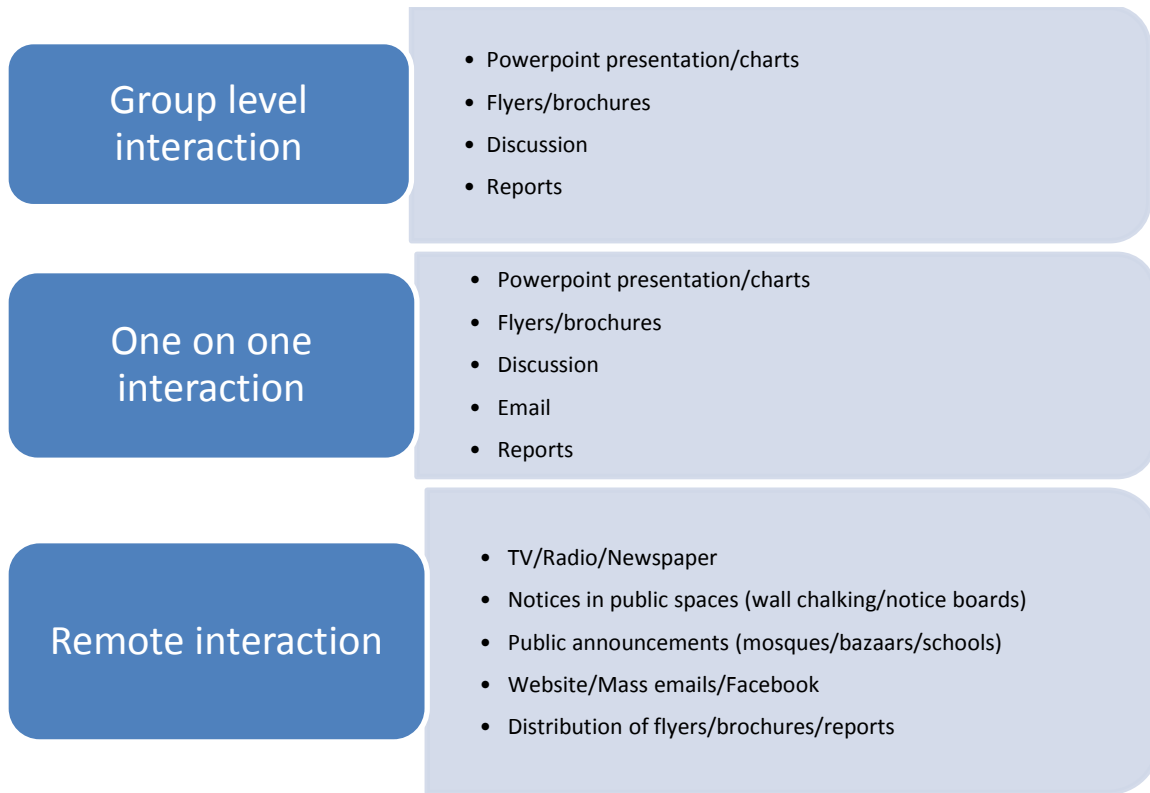 Group level
interaction
• Powerpoint presentation/charts
• Flyers/brochures
• Discussion
• Reports
One on one
interaction
• Powerpoint presentation/charts
• Flyers/brochures
• Discussion
• Email
• Reports
Remote interaction
• TV/Radio/Newspaper
• Notices in public spaces (wall chalking/notice boards)
• Public announcements (mosques/bazaars/schools)
• Website/Mass emails/Facebook
• Distribution of flyers/brochures/reports